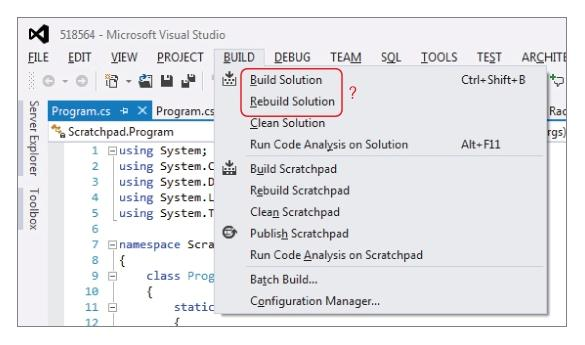 518564 - Microsoft Visual Studio
FILE EDIT VIEW PROJECT BUILD DEBUG TEAM SQL TOOLS TEST ARCHITE
Build Solution Ctrl+Shift+B
Rebuild Solution
?
Clean Solution
Run Code Analysis on Solution Alt+F11
Build Scratchpad
Rebuild Scratchpad
Clean Scratchpad
Publish Scratchpad
Run Code Analysis on Scratchpad
Batch Build...
Configuration Manager...
Server Explorer
Toolbox
Program.cs Program.cs Rac
Scratchpad.Program rgs)
1 using System;
2 using System.C
3 using System.D
4 using System.L
5 using System.T
6
7 namespace Scra
8 {
9 class Prog
10 {
11 static
12 {